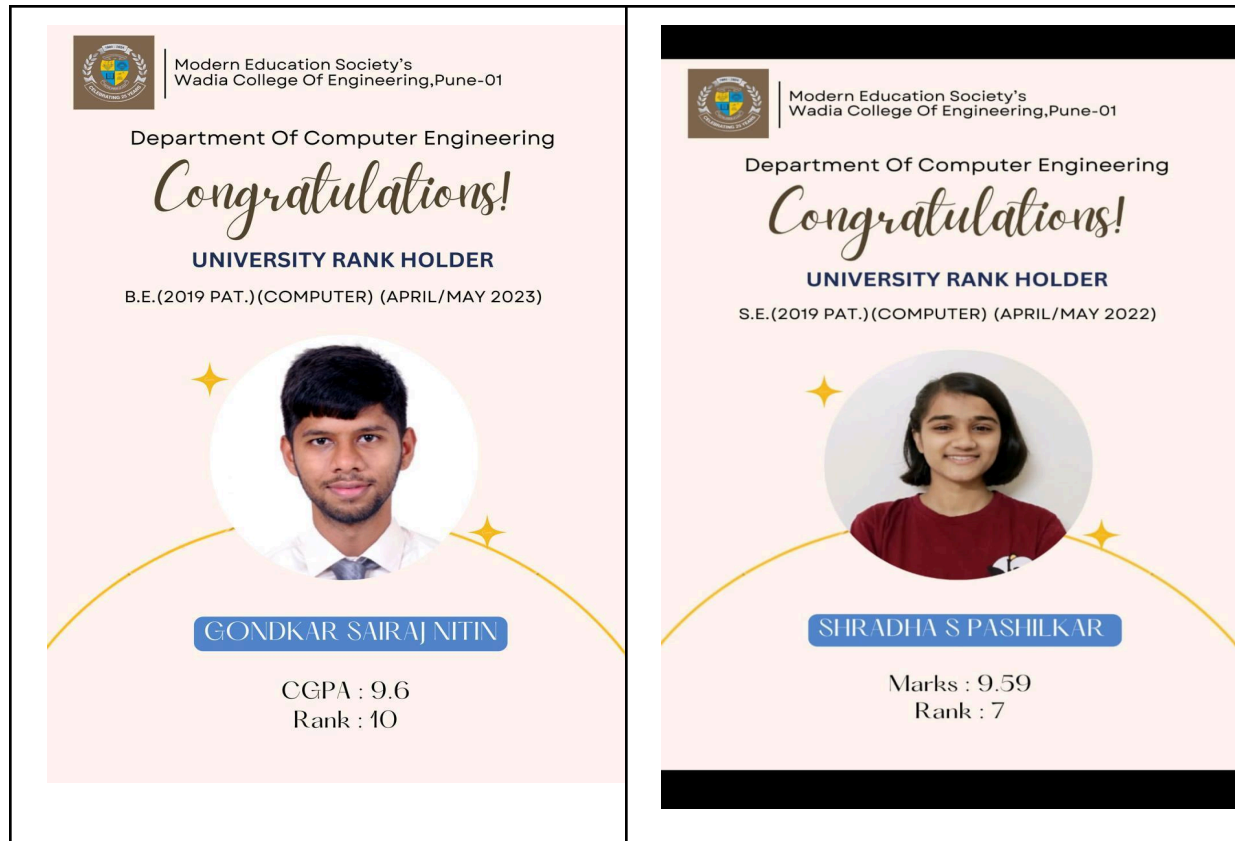 Modern Education Society's
Wadia College Of Engineering,Pune-01
Department Of Computer Engineering
Congratulations!
UNIVERSITY RANK HOLDER
B.E.(2019 PAT.)(COMPUTER) (APRIL/MAY 2023)
GONDKAR SAIRAJ NITIN
CGPA : 9.6
Rank : 10
Modern Education Society's
Wadia College Of Engineering,Pune-01
Department Of Computer Engineering
Congratulations!
UNIVERSITY RANK HOLDER
S.E.(2019 PAT.)(COMPUTER) (APRIL/MAY 2022)
SHRADHA S PASHILKAR
Marks : 9.59
Rank : 7